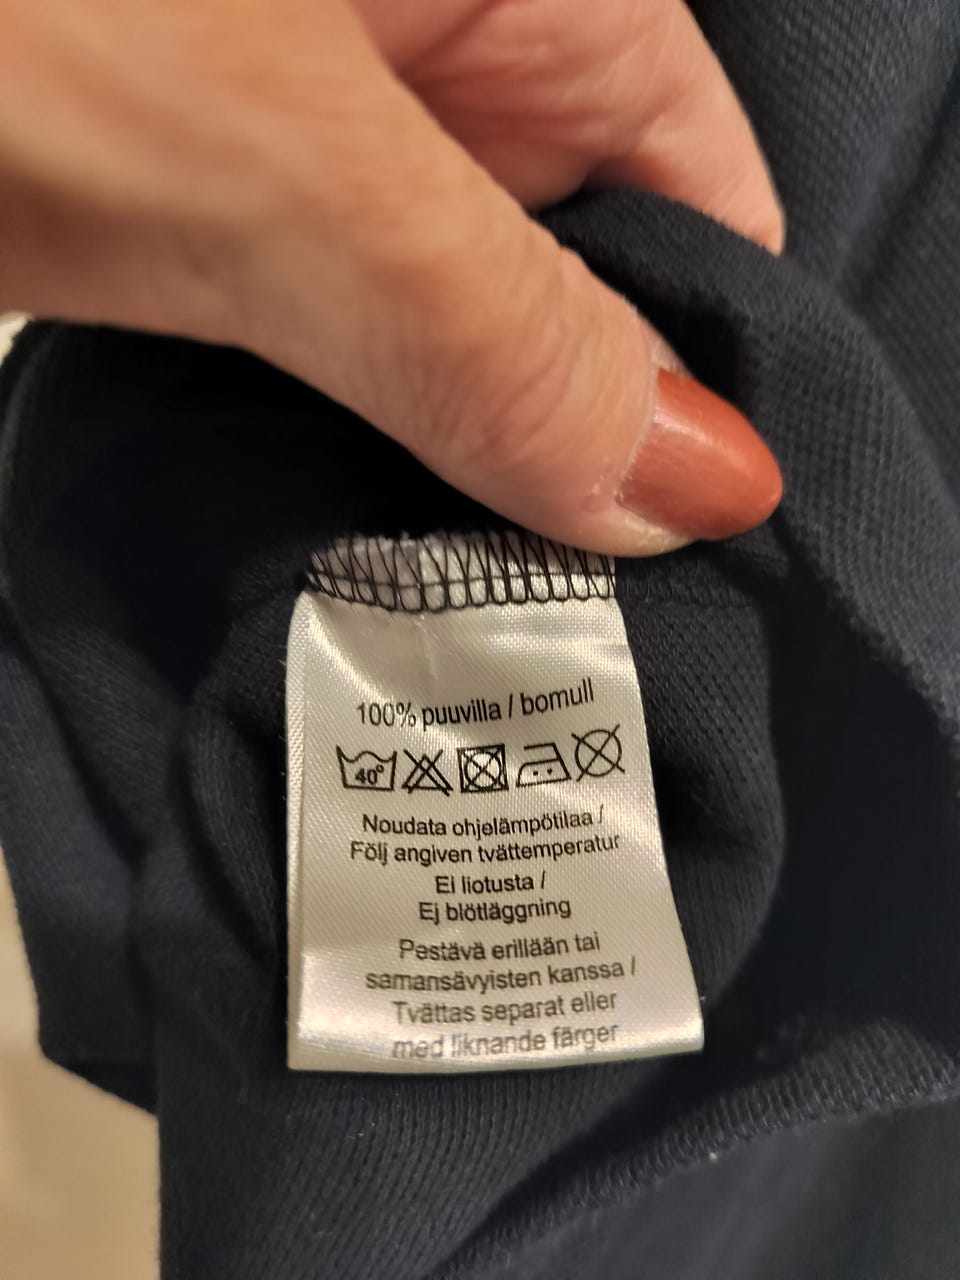 100% puuvilla / bomull
40°
Noudata ohjelämpötilaa /
Följ angiven tvättemperatur
Ei liotusta /
Ej blötläggning
Pestävä erillään tai
samansävyisten kanssa /
Tvättas separat eller
med liknande färger